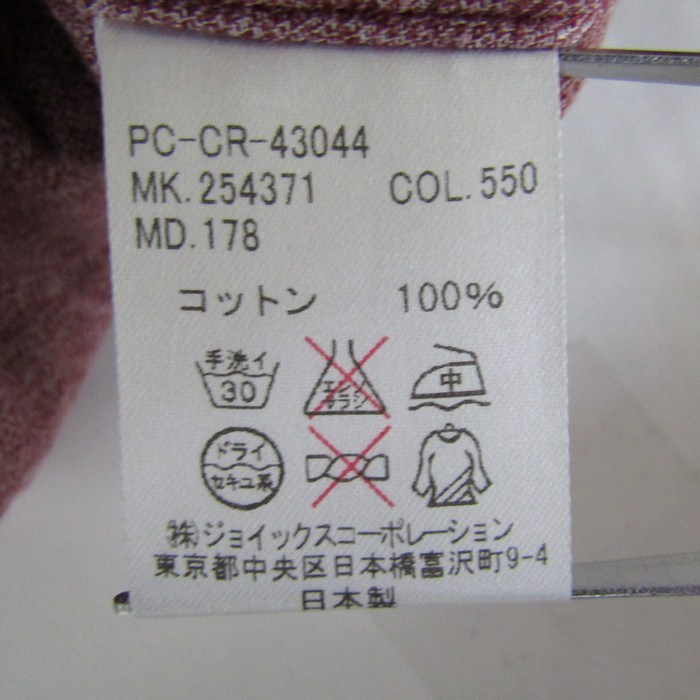 PC-CR-43044
MK.254371 COL.550
MD.178
コットン 100%
手洗イ
30
エンソ
サラシ
中
ドライ
セキユ系
㈱ジョイックスコーポレーション
東京都中央区日本橋富沢町9-4
日本製